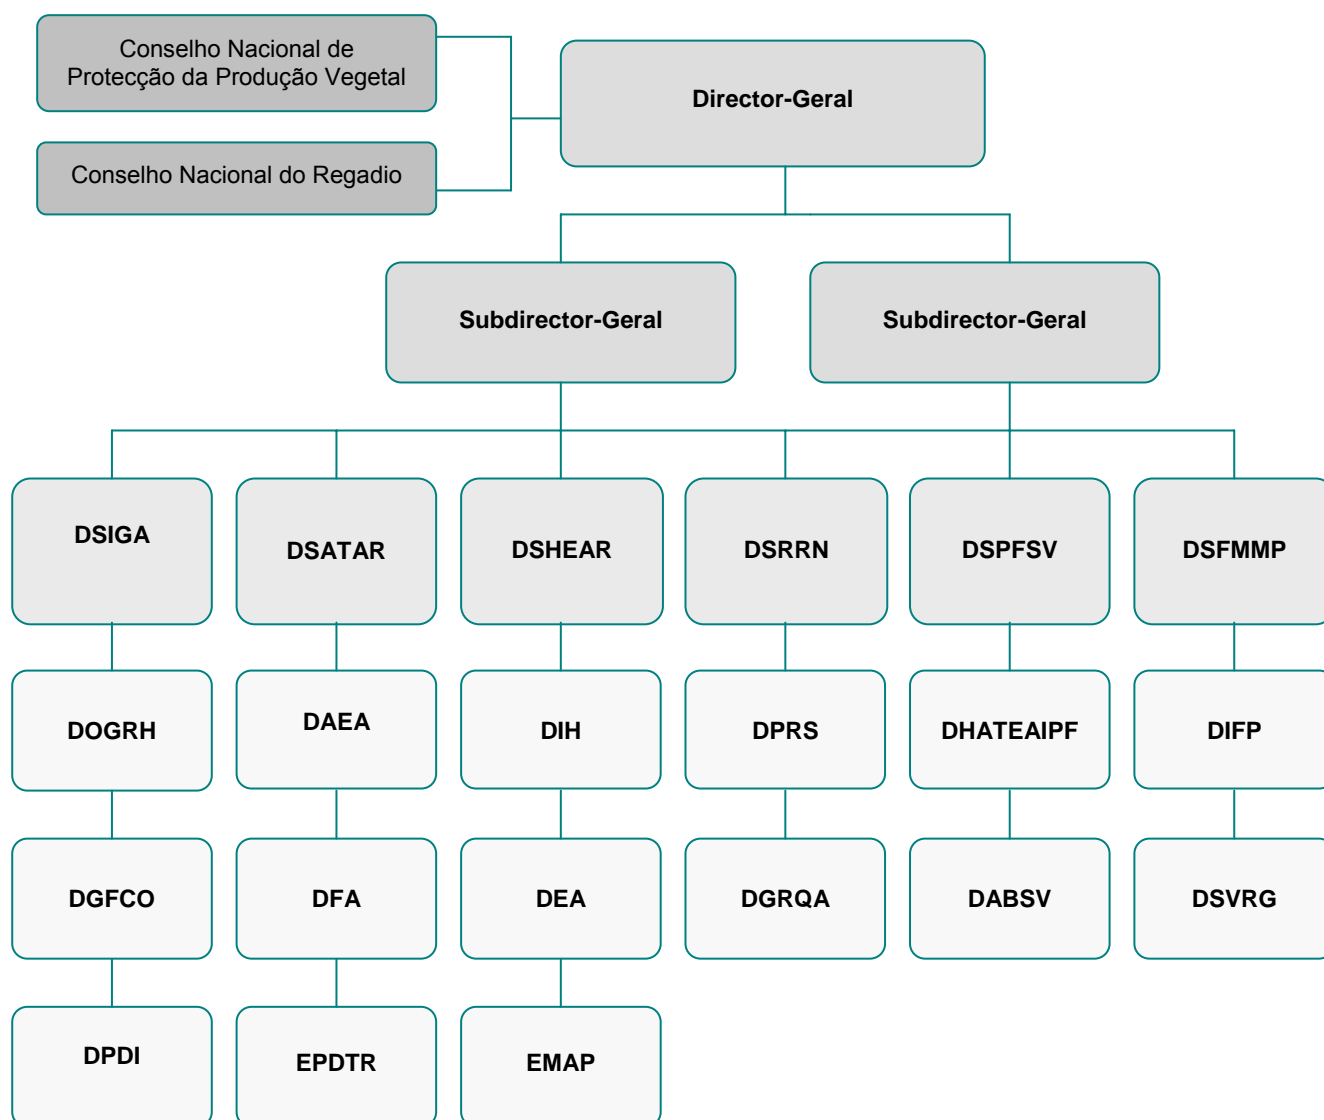 Conselho Nacional de
Protecção da Produção Vegetal
Director-Geral
Conselho Nacional do Regadio
Subdirector-Geral
Subdirector-Geral
DSIGA
DSATAR
DSHEAR
DSRRN
DSPFSV
DSFMMP
DOGRH
DAEA
DIH
DPRS
DHATEAIPF
DIFP
DGFCO
DFA
DEA
DGRQA
DABSV
DSVRG
DPDI
EPDTR
EMAP